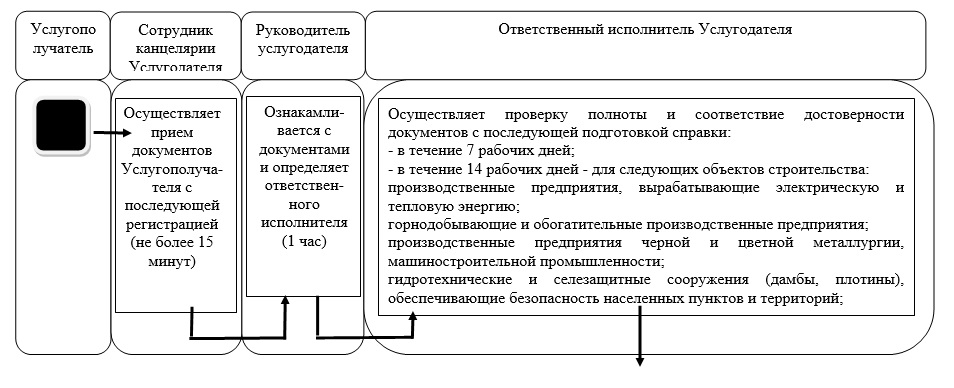 Услугопо
лучатель
Сотрудник
канцелярии
Услугодателя
Руководитель
услугодателя
Ответственный исполнитель Услугодателя
Осуществляет
прием
документов
Услугополуча-
теля с
последующей
регистрацией
(не более 15
минут)
Ознакамли-
вается с
документами
и определяет
ответствен-
ного
исполнителя
(1 час)
Осуществляет проверку полноты и соответствие достоверности
документов с последующей подготовкой справки:
- в течение 7 рабочих дней;
- в течение 14 рабочих дней - для следующих объектов строительства:
производственные предприятия, вырабатывающие электрическую и
тепловую энергию;
горнодобывающие и обогатительные производственные предприятия;
производственные предприятия черной и цветной металлургии,
машиностроительной промышленности;
гидротехнические и селезащитные сооружения (дамбы, плотины),
обеспечивающие безопасность населенных пунктов и территорий;